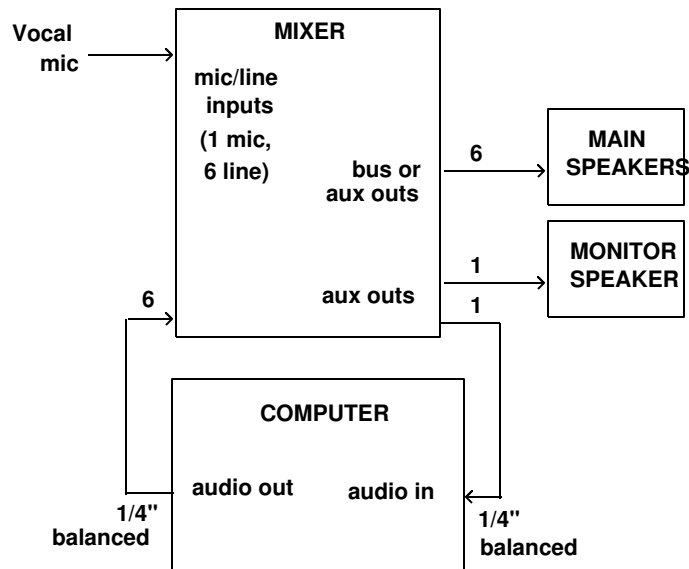 Vocal
mic
MIXER
mic/line
inputs
(1 mic,
6 line)
bus or
aux outs
6
MAIN
SPEAKERS
aux outs
1
1
MONITOR
SPEAKER
6
COMPUTER
audio out
audio in
1/4"
balanced
1/4"
balanced